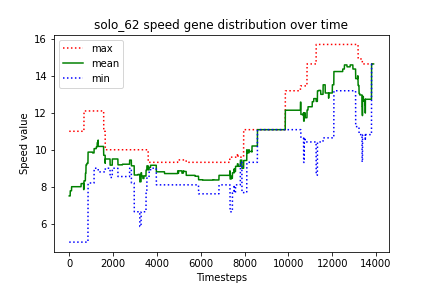 solo_62 speed gene distribution over time
max
mean
min
Speed value
16
14
12
10
8
6
0 2000 4000 6000 8000 10000 12000 14000
Timesteps